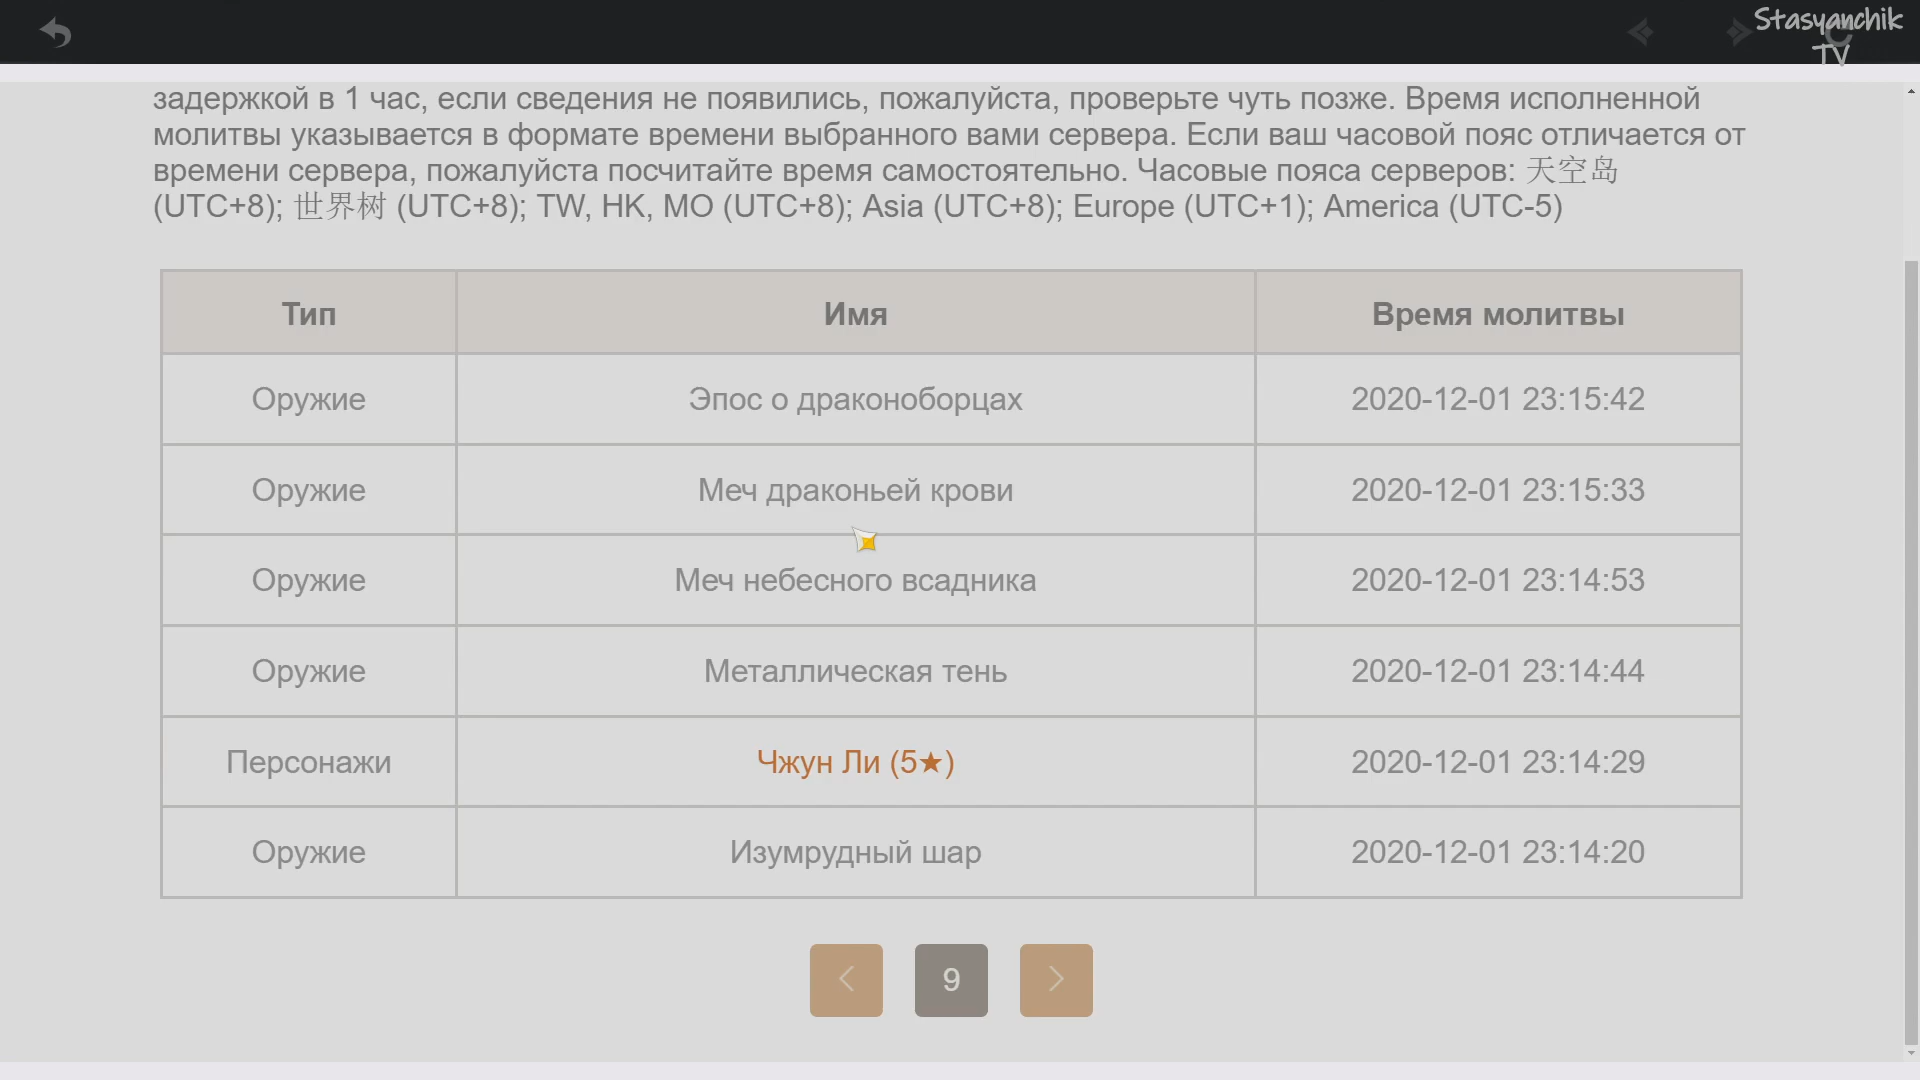 Stasyanchik
TV
задержкой в 1 час, если сведения не появились, пожалуйста, проверьте чуть позже. Время исполненной
молитвы указывается в формате времени выбранного вами сервера. Если ваш часовой пояс отличается от
времени сервера, пожалуйста посчитайте время самостоятельно. Часовые пояса серверов: 天空岛
(UTC+8); 世界树 (UTC+8); TW, HK, MO (UTC+8); Asia (UTC+8); Europe (UTC+1); America (UTC-5)
Тип Имя Время молитвы
Оружие Эпос о драконоборцах 2020-12-01 23:15:42
Оружие Меч драконьей крови 2020-12-01 23:15:33
Оружие Меч небесного всадника 2020-12-01 23:14:53
Оружие Металлическая тень 2020-12-01 23:14:44
Персонажи Чжун Ли (5★) 2020-12-01 23:14:29
Оружие Изумрудный шар 2020-12-01 23:14:20
9